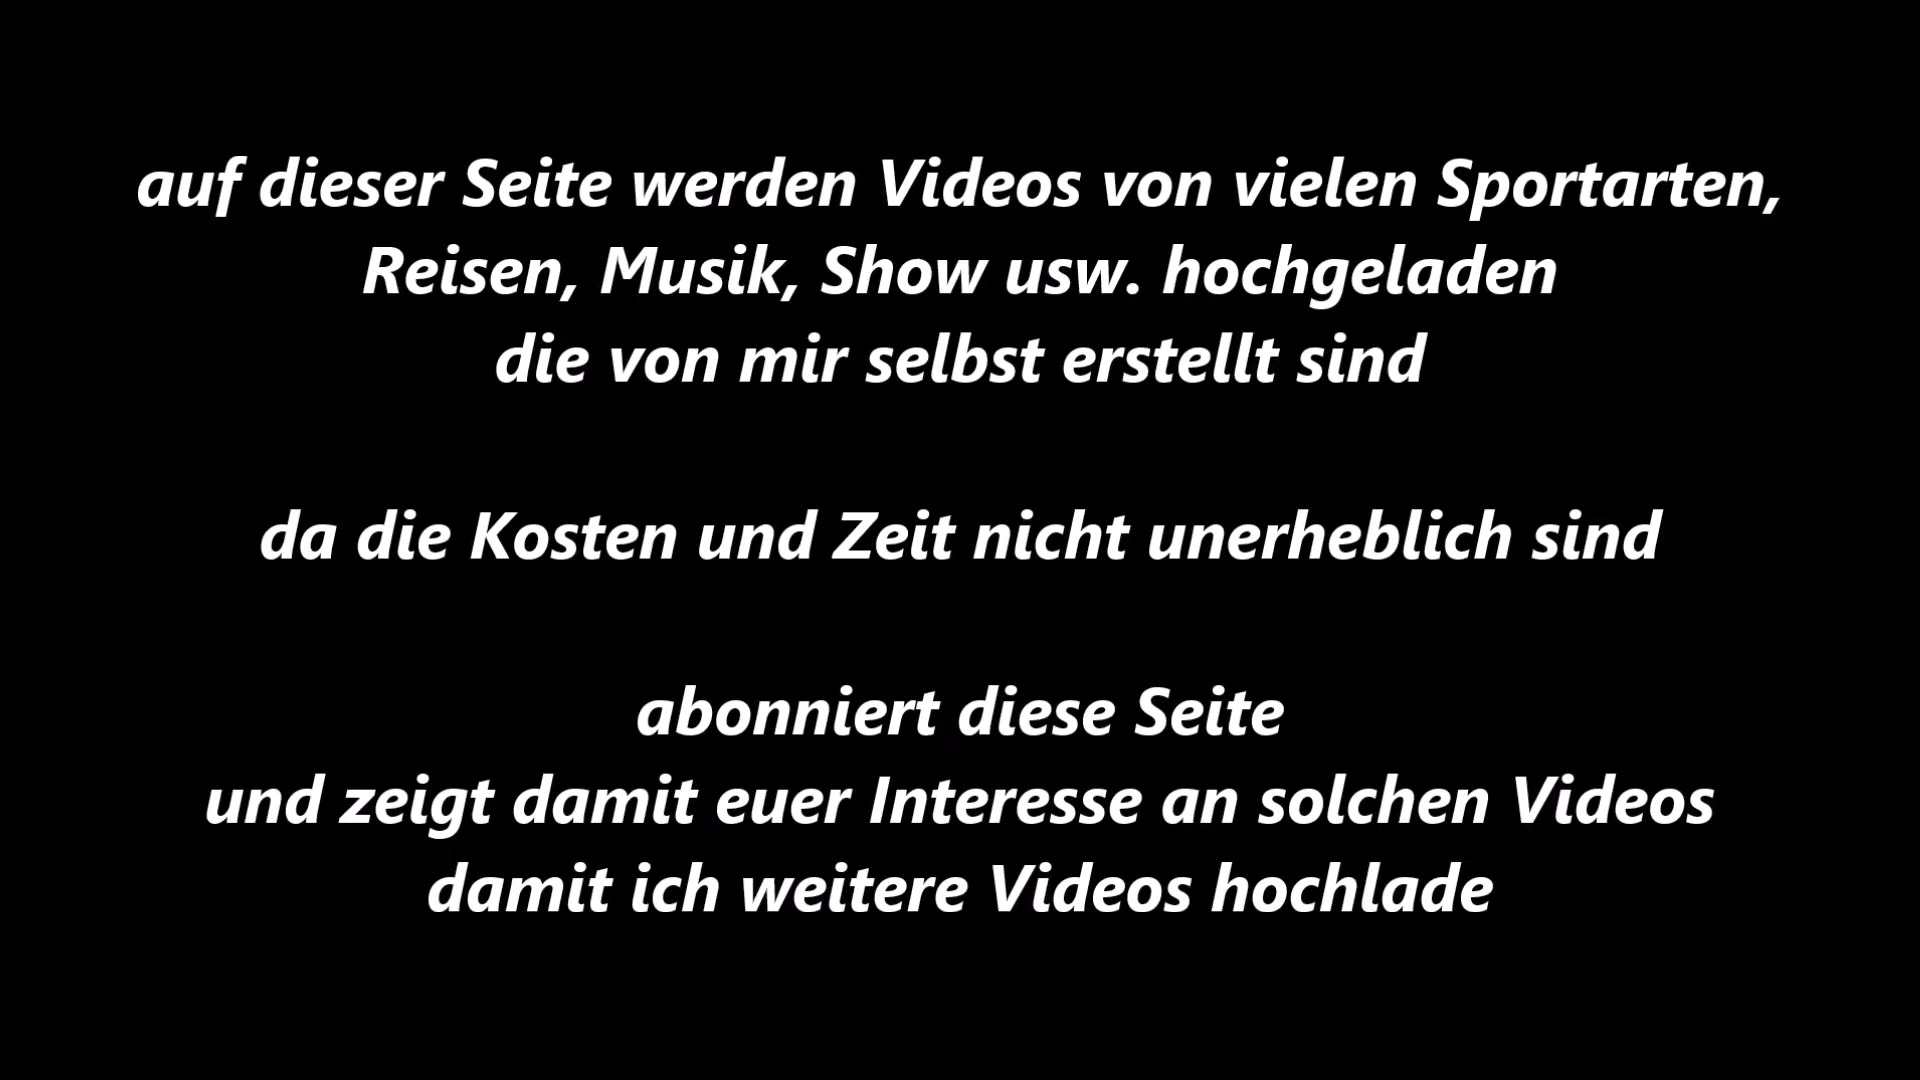 auf dieser Seite werden Videos von vielen Sportarten,
Reisen, Musik, Show usw. hochgeladen
die von mir selbst erstellt sind
da die Kosten und Zeit nicht unerheblich sind
abonniert diese Seite
und zeigt damit euer Interesse an solchen Videos
damit ich weitere Videos hochlade